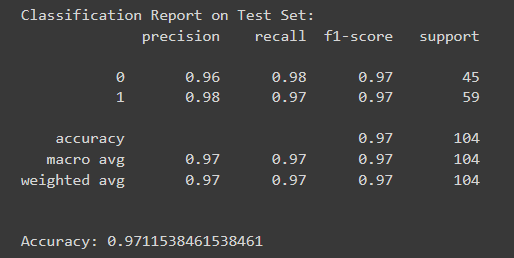 Classification Report on Test Set:
precision recall f1-score support
0 0.96 0.98 0.97 45
1 0.98 0.97 0.97 59
accuracy 0.97 104
macro avg 0.97 0.97 0.97 104
weighted avg 0.97 0.97 0.97 104
Accuracy: 0.9711538461538461